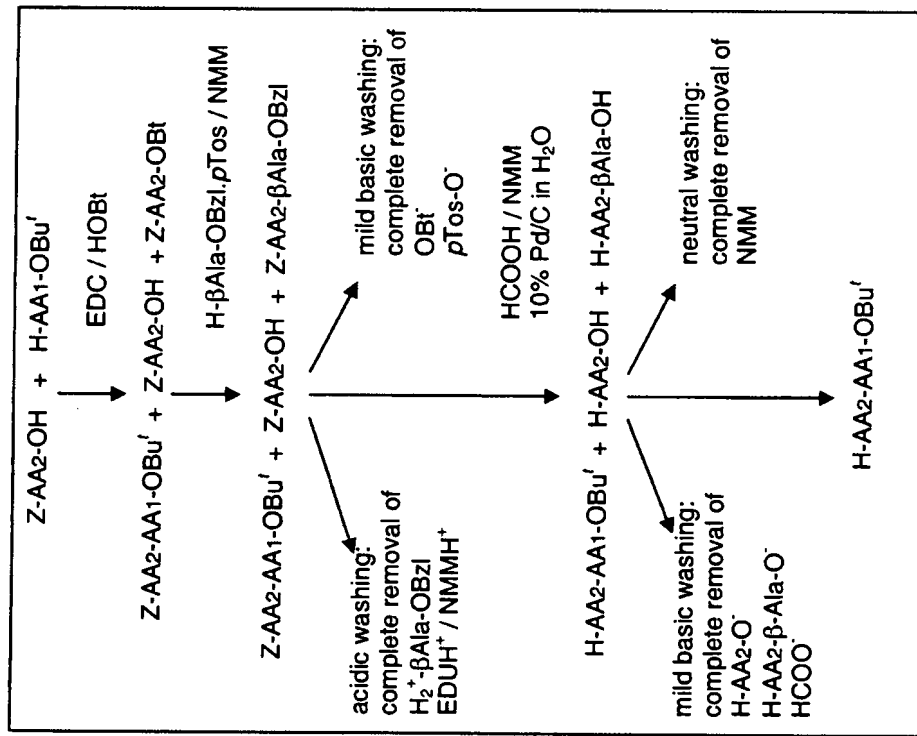 Z-AA2-OH + H-AA1-OBuᵗ
EDC / HOBt
Z-AA2-AA1-OBuᵗ + Z-AA2-OH +Z-AA2-OBt
H-βAla-OBzl.pTos / NMM
Z-AA2-AA1-OBuᵗ + Z-AA2-OH + Z-AA2-βAla-OBzl
acidic washing:
complete removal of
H₂⁺-βAla-OBzl
EDUH⁺ / NMMH⁺
mild basic washing:
complete removal of
OBt⁻
pTos-O⁻
HCOOH / NMM
10% Pd/C in H₂O
H-AA2-AA1-OBuᵗ + H-AA2-OH + H-AA2-βAla-OH
mild basic washing:
complete removal of
H-AA2-O⁻
H-AA2-β-Ala-O⁻
HCOO⁻
neutral washing:
complete removal of
NMM
H-AA2-AA1-OBuᵗ